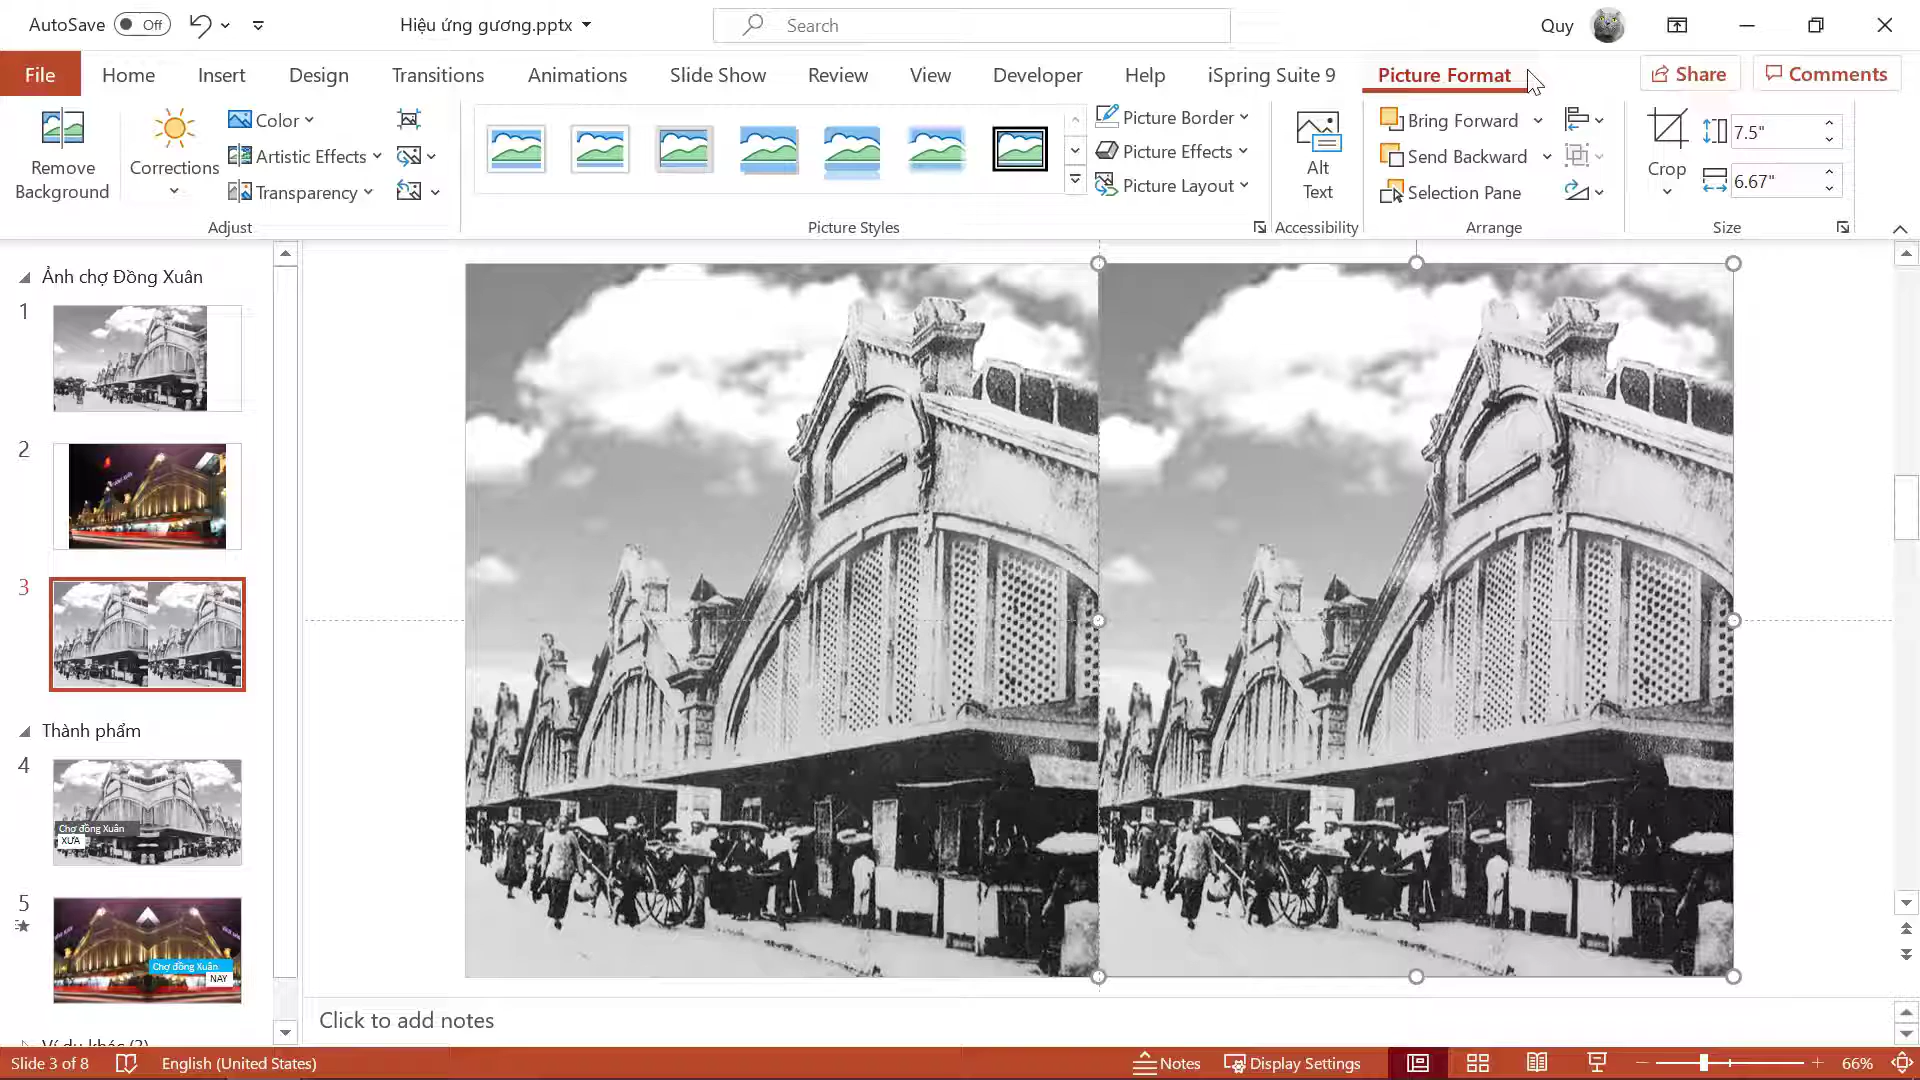 AutoSave Off
Hiệu ứng gương.pptx
Search
Quy
File Home Insert Design Transitions Animations Slide Show Review View Developer Help iSpring Suite 9 Picture Format
Share Comments
Remove Background
Corrections
Color
Artistic Effects
Transparency
Adjust
Picture Styles
Picture Border
Picture Effects
Picture Layout
Alt Text
Accessibility
Bring Forward
Send Backward
Selection Pane
Arrange
Crop
7.5"
6.67"
Size
Ảnh chợ Đồng Xuân
1
2
3
Thành phẩm
4
Chợ đồng Xuân
XƯA
5
Chợ đồng Xuân
NAY
Ví dụ khác (3)
Click to add notes
Slide 3 of 8
English (United States)
Notes
Display Settings
66%